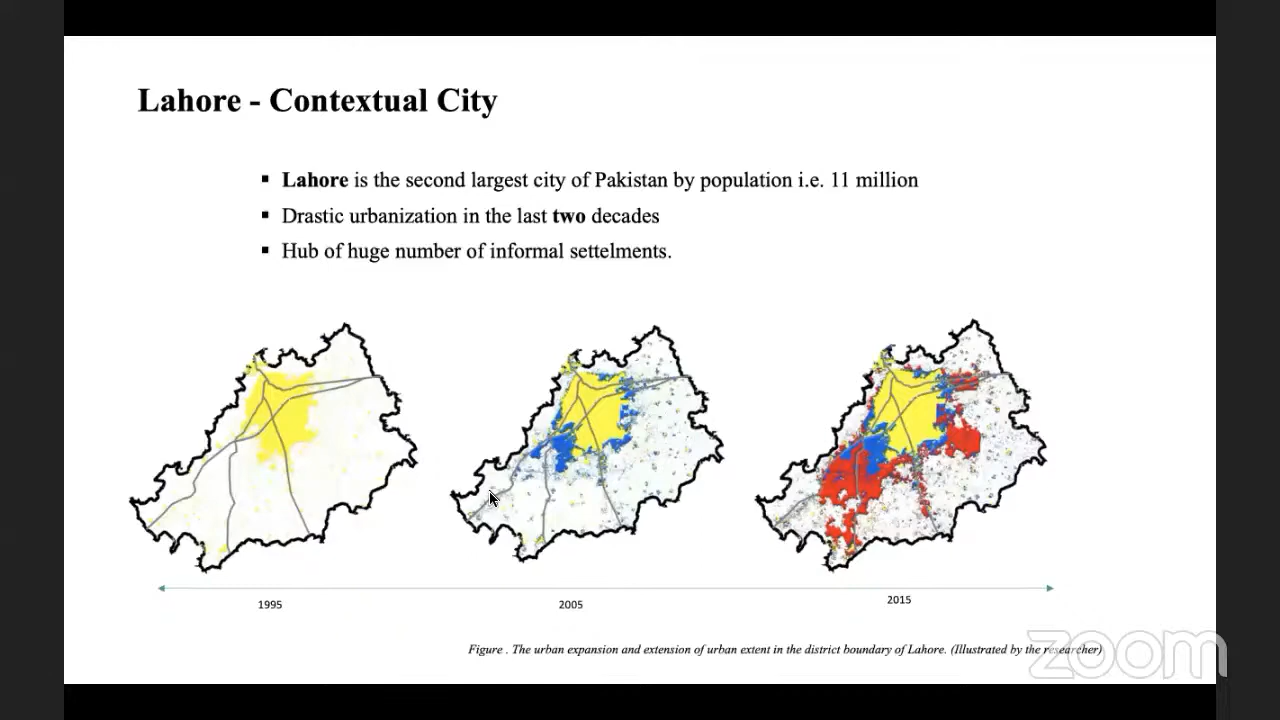 Lahore - Contextual City
▪ Lahore is the second largest city of Pakistan by population i.e. 11 million
▪ Drastic urbanization in the last two decades
▪ Hub of huge number of informal settelments.
1995
2005
2015
Figure . The urban expansion and extension of urban extent in the district boundary of Lahore. (Illustrated by the researcher)
zoom